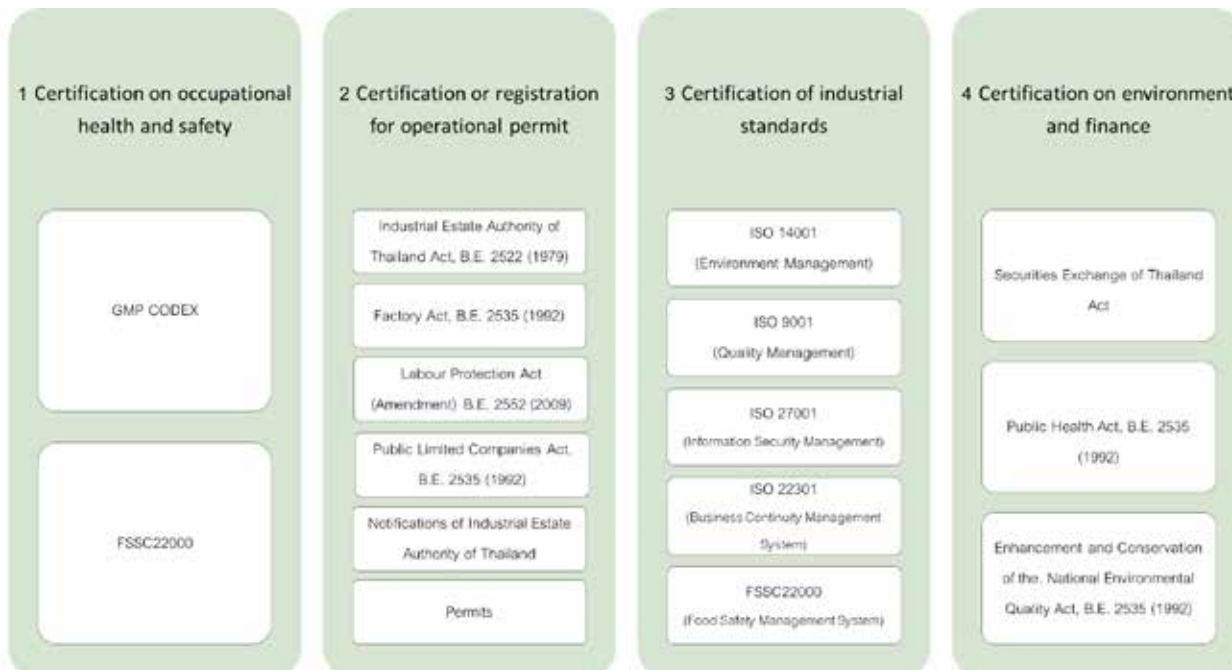 1 Certification on occupational
health and safety
GMP CODEX
FSSC22000
2 Certification or registration
for operational permit
Industrial Estate Authority of
Thailand Act, B.E. 2522 (1979)
Factory Act, B.E. 2535 (1992)
Labour Protection Act
(Amendment) B.E. 2552 (2009)
Public Limited Companies Act,
B.E. 2535 (1992)
Notifications of Industrial Estate
Authority of Thailand
Permits
3 Certification of industrial
standards
ISO 14001
(Environment Management)
ISO 9001
(Quality Management)
ISO 27001
(Information Security Management)
ISO 22301
(Business Continuity Management
System)
FSSC22000
(Food Safety Management System)
4 Certification on environment
and finance
Securities Exchange of Thailand
Act
Public Health Act, B.E. 2535
(1992)
Enhancement and Conservation
of the. National Environmental
Quality Act, B.E. 2535 (1992)